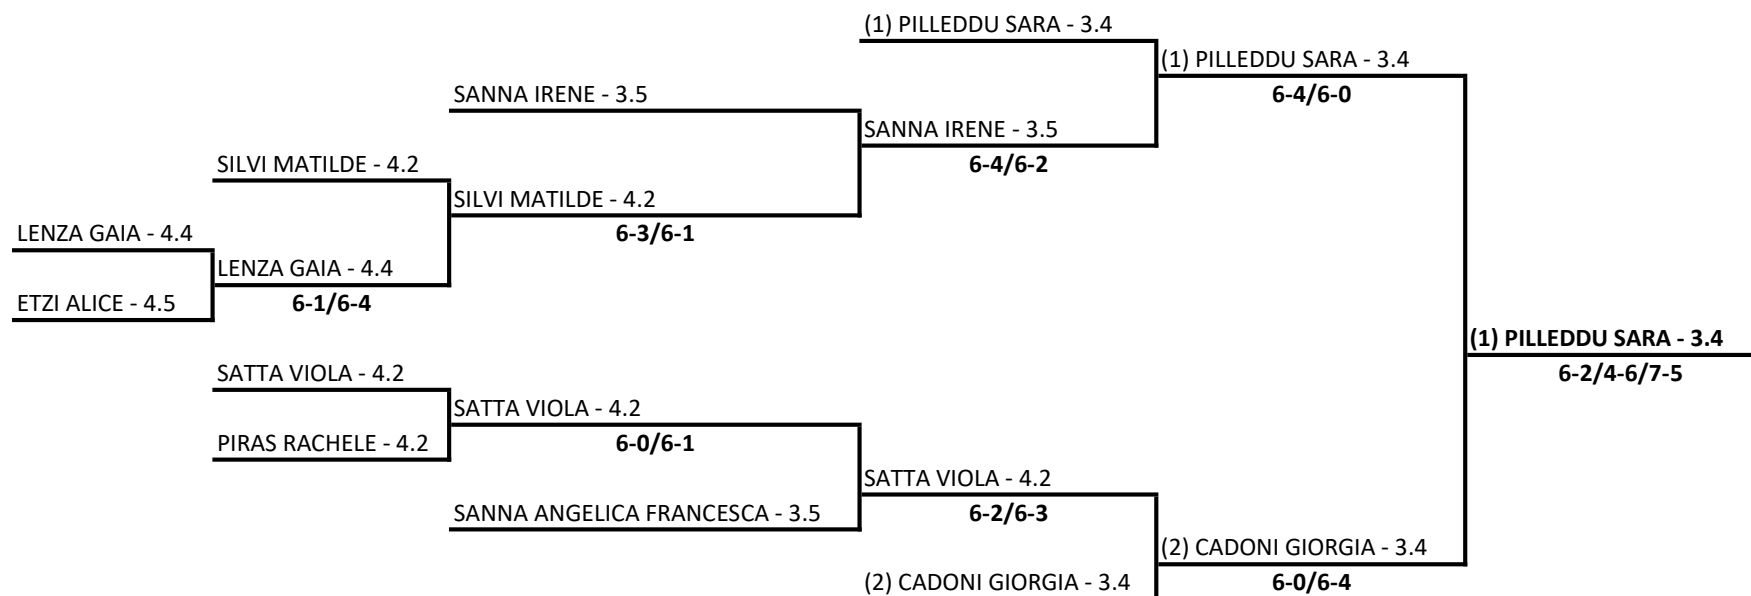 (1) PILLEDDU SARA - 3.4
(1) PILLEDDU SARA - 3.4
6-4/6-0
SANNA IRENE - 3.5
SANNA IRENE - 3.5
6-4/6-2
SILVI MATILDE - 4.2
SILVI MATILDE - 4.2
6-3/6-1
LENZA GAIA - 4.4
LENZA GAIA - 4.4
6-1/6-4
ETZI ALICE - 4.5
(1) PILLEDDU SARA - 3.4
6-2/4-6/7-5
SATTA VIOLA - 4.2
SATTA VIOLA - 4.2
6-0/6-1
PIRAS RACHELE - 4.2
SATTA VIOLA - 4.2
6-2/6-3
SANNA ANGELICA FRANCESCA - 3.5
(2) CADONI GIORGIA - 3.4
6-0/6-4
(2) CADONI GIORGIA - 3.4